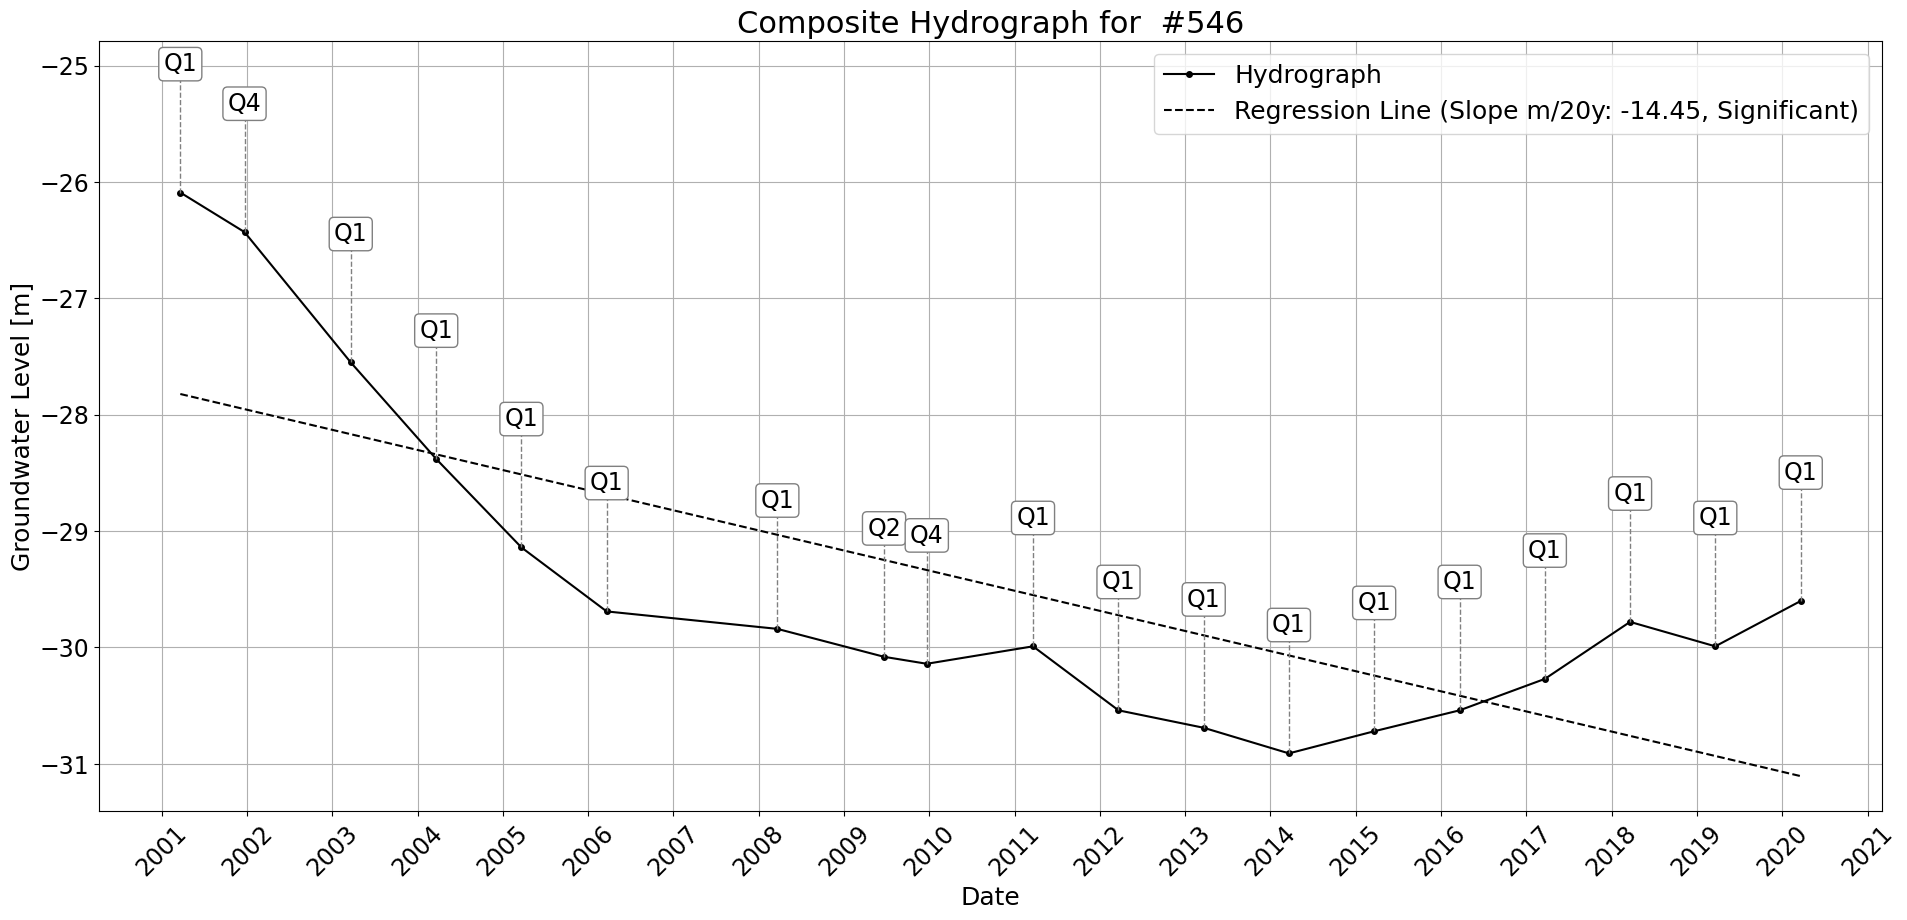 Composite Hydrograph for  #546
Hydrograph
Regression Line (Slope m/20y: -14.45, Significant)
Groundwater Level [m]
−25
−26
−27
−28
−29
−30
−31
Q1
Q4
Q1
Q1
Q1
Q1
Q1
Q2
Q4
Q1
Q1
Q1
Q1
Q1
Q1
Q1
Q1
Q1
Q1
2001
2002
2003
2004
2005
2006
2007
2008
2009
2010
2011
2012
2013
2014
2015
2016
2017
2018
2019
2020
2021
Date